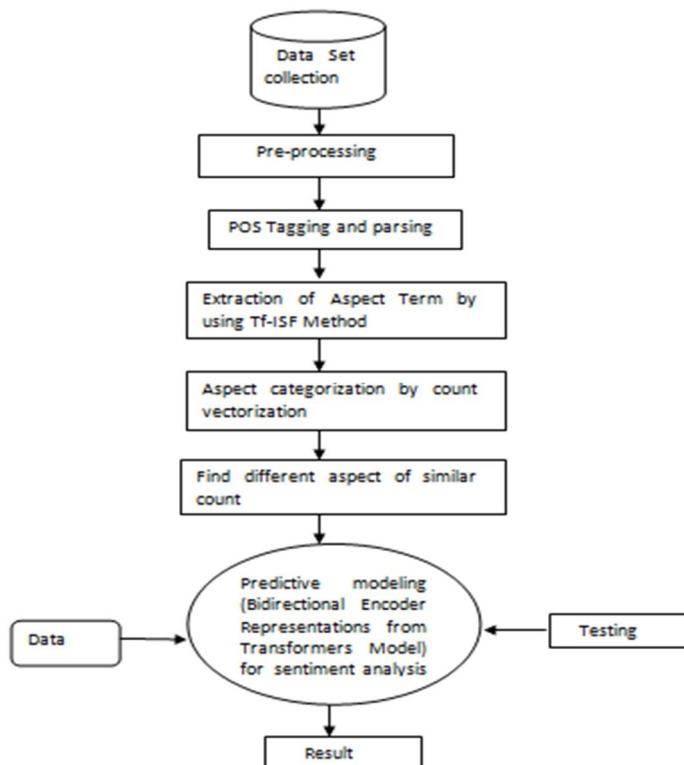 Data Set
collection
Pre-processing
POS Tagging and parsing
Extraction of Aspect Term by
using Tf-ISF Method
Aspect categorization by count
vectorization
Find different aspect of similar
count
Predictive modeling
(Bidirectional Encoder
Representations from
Transformers Model)
for sentiment analysis
Data
Testing
Result